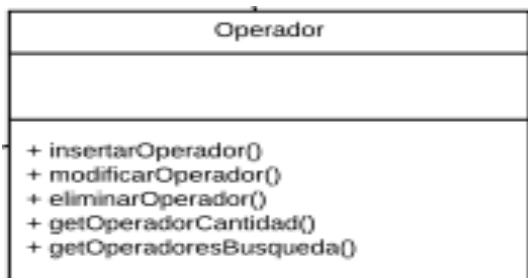 Operador
+ insertarOperador()
+ modificarOperador()
+ eliminarOperador()
+ getOperadorCantidad()
+ getOperadoresBusqueda()